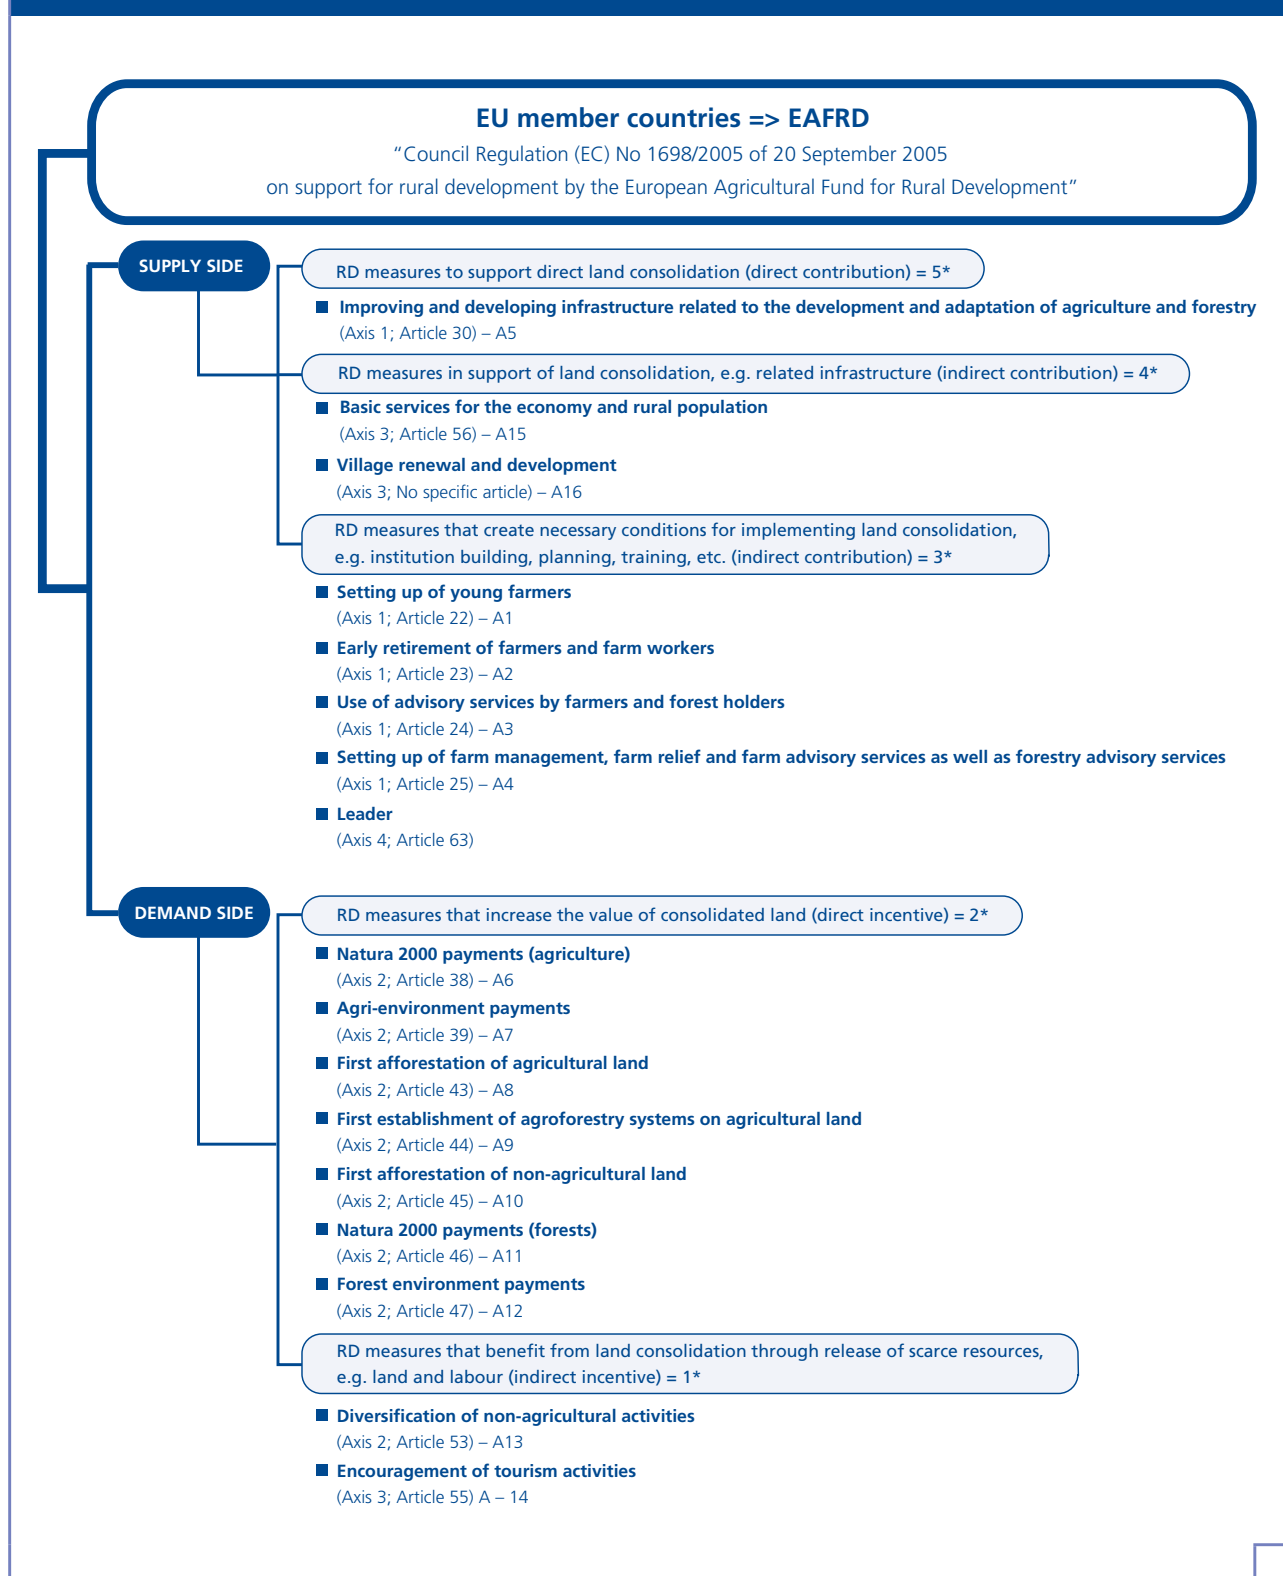 EU member countries => EAFRD
“Council Regulation (EC) No 1698/2005 of 20 September 2005
on support for rural development by the European Agricultural Fund for Rural Development”
SUPPLY SIDE
RD measures to support direct land consolidation (direct contribution) = 5*
Improving and developing infrastructure related to the development and adaptation of agriculture and forestry
(Axis 1; Article 30) – A5
RD measures in support of land consolidation, e.g. related infrastructure (indirect contribution) = 4*
Basic services for the economy and rural population
(Axis 3; Article 56) – A15
Village renewal and development
(Axis 3; No specific article) – A16
RD measures that create necessary conditions for implementing land consolidation,
e.g. institution building, planning, training, etc. (indirect contribution) = 3*
Setting up of young farmers
(Axis 1; Article 22) – A1
Early retirement of farmers and farm workers
(Axis 1; Article 23) – A2
Use of advisory services by farmers and forest holders
(Axis 1; Article 24) – A3
Setting up of farm management, farm relief and farm advisory services as well as forestry advisory services
(Axis 1; Article 25) – A4
Leader
(Axis 4; Article 63)
DEMAND SIDE
RD measures that increase the value of consolidated land (direct incentive) = 2*
Natura 2000 payments (agriculture)
(Axis 2; Article 38) – A6
Agri-environment payments
(Axis 2; Article 39) – A7
First afforestation of agricultural land
(Axis 2; Article 43) – A8
First establishment of agroforestry systems on agricultural land
(Axis 2; Article 44) – A9
First afforestation of non-agricultural land
(Axis 2; Article 45) – A10
Natura 2000 payments (forests)
(Axis 2; Article 46) – A11
Forest environment payments
(Axis 2; Article 47) – A12
RD measures that benefit from land consolidation through release of scarce resources,
e.g. land and labour (indirect incentive) = 1*
Diversification of non-agricultural activities
(Axis 2; Article 53) – A13
Encouragement of tourism activities
(Axis 3; Article 55) A – 14